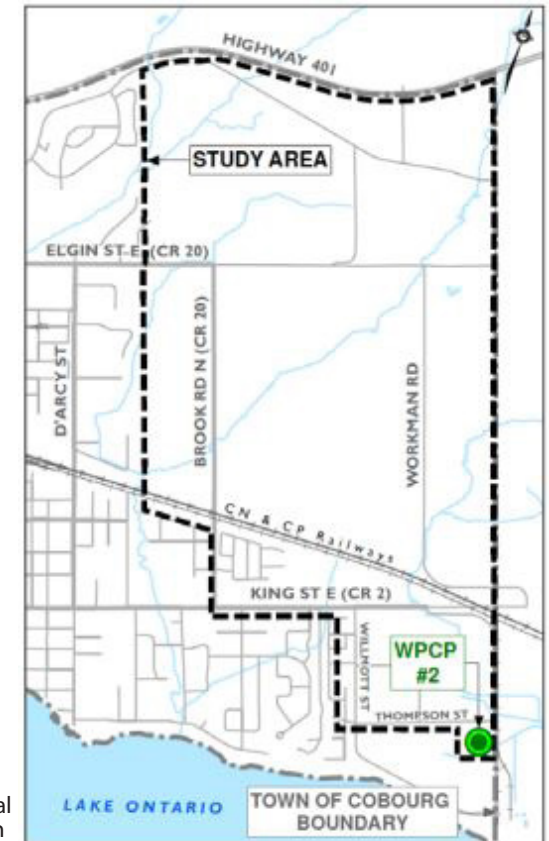 HIGHWAY 401
STUDY AREA
ELGIN ST E (CR 20)
D'ARCY ST
BROOK RD N (CR 20)
WORKMAN RD
CN & CP Railways
KING ST E (CR 2)
WILLMOTT ST
WPCP
#2
THOMPSON ST
LAKE ONTARIO
TOWN OF COBOURG
BOUNDARY